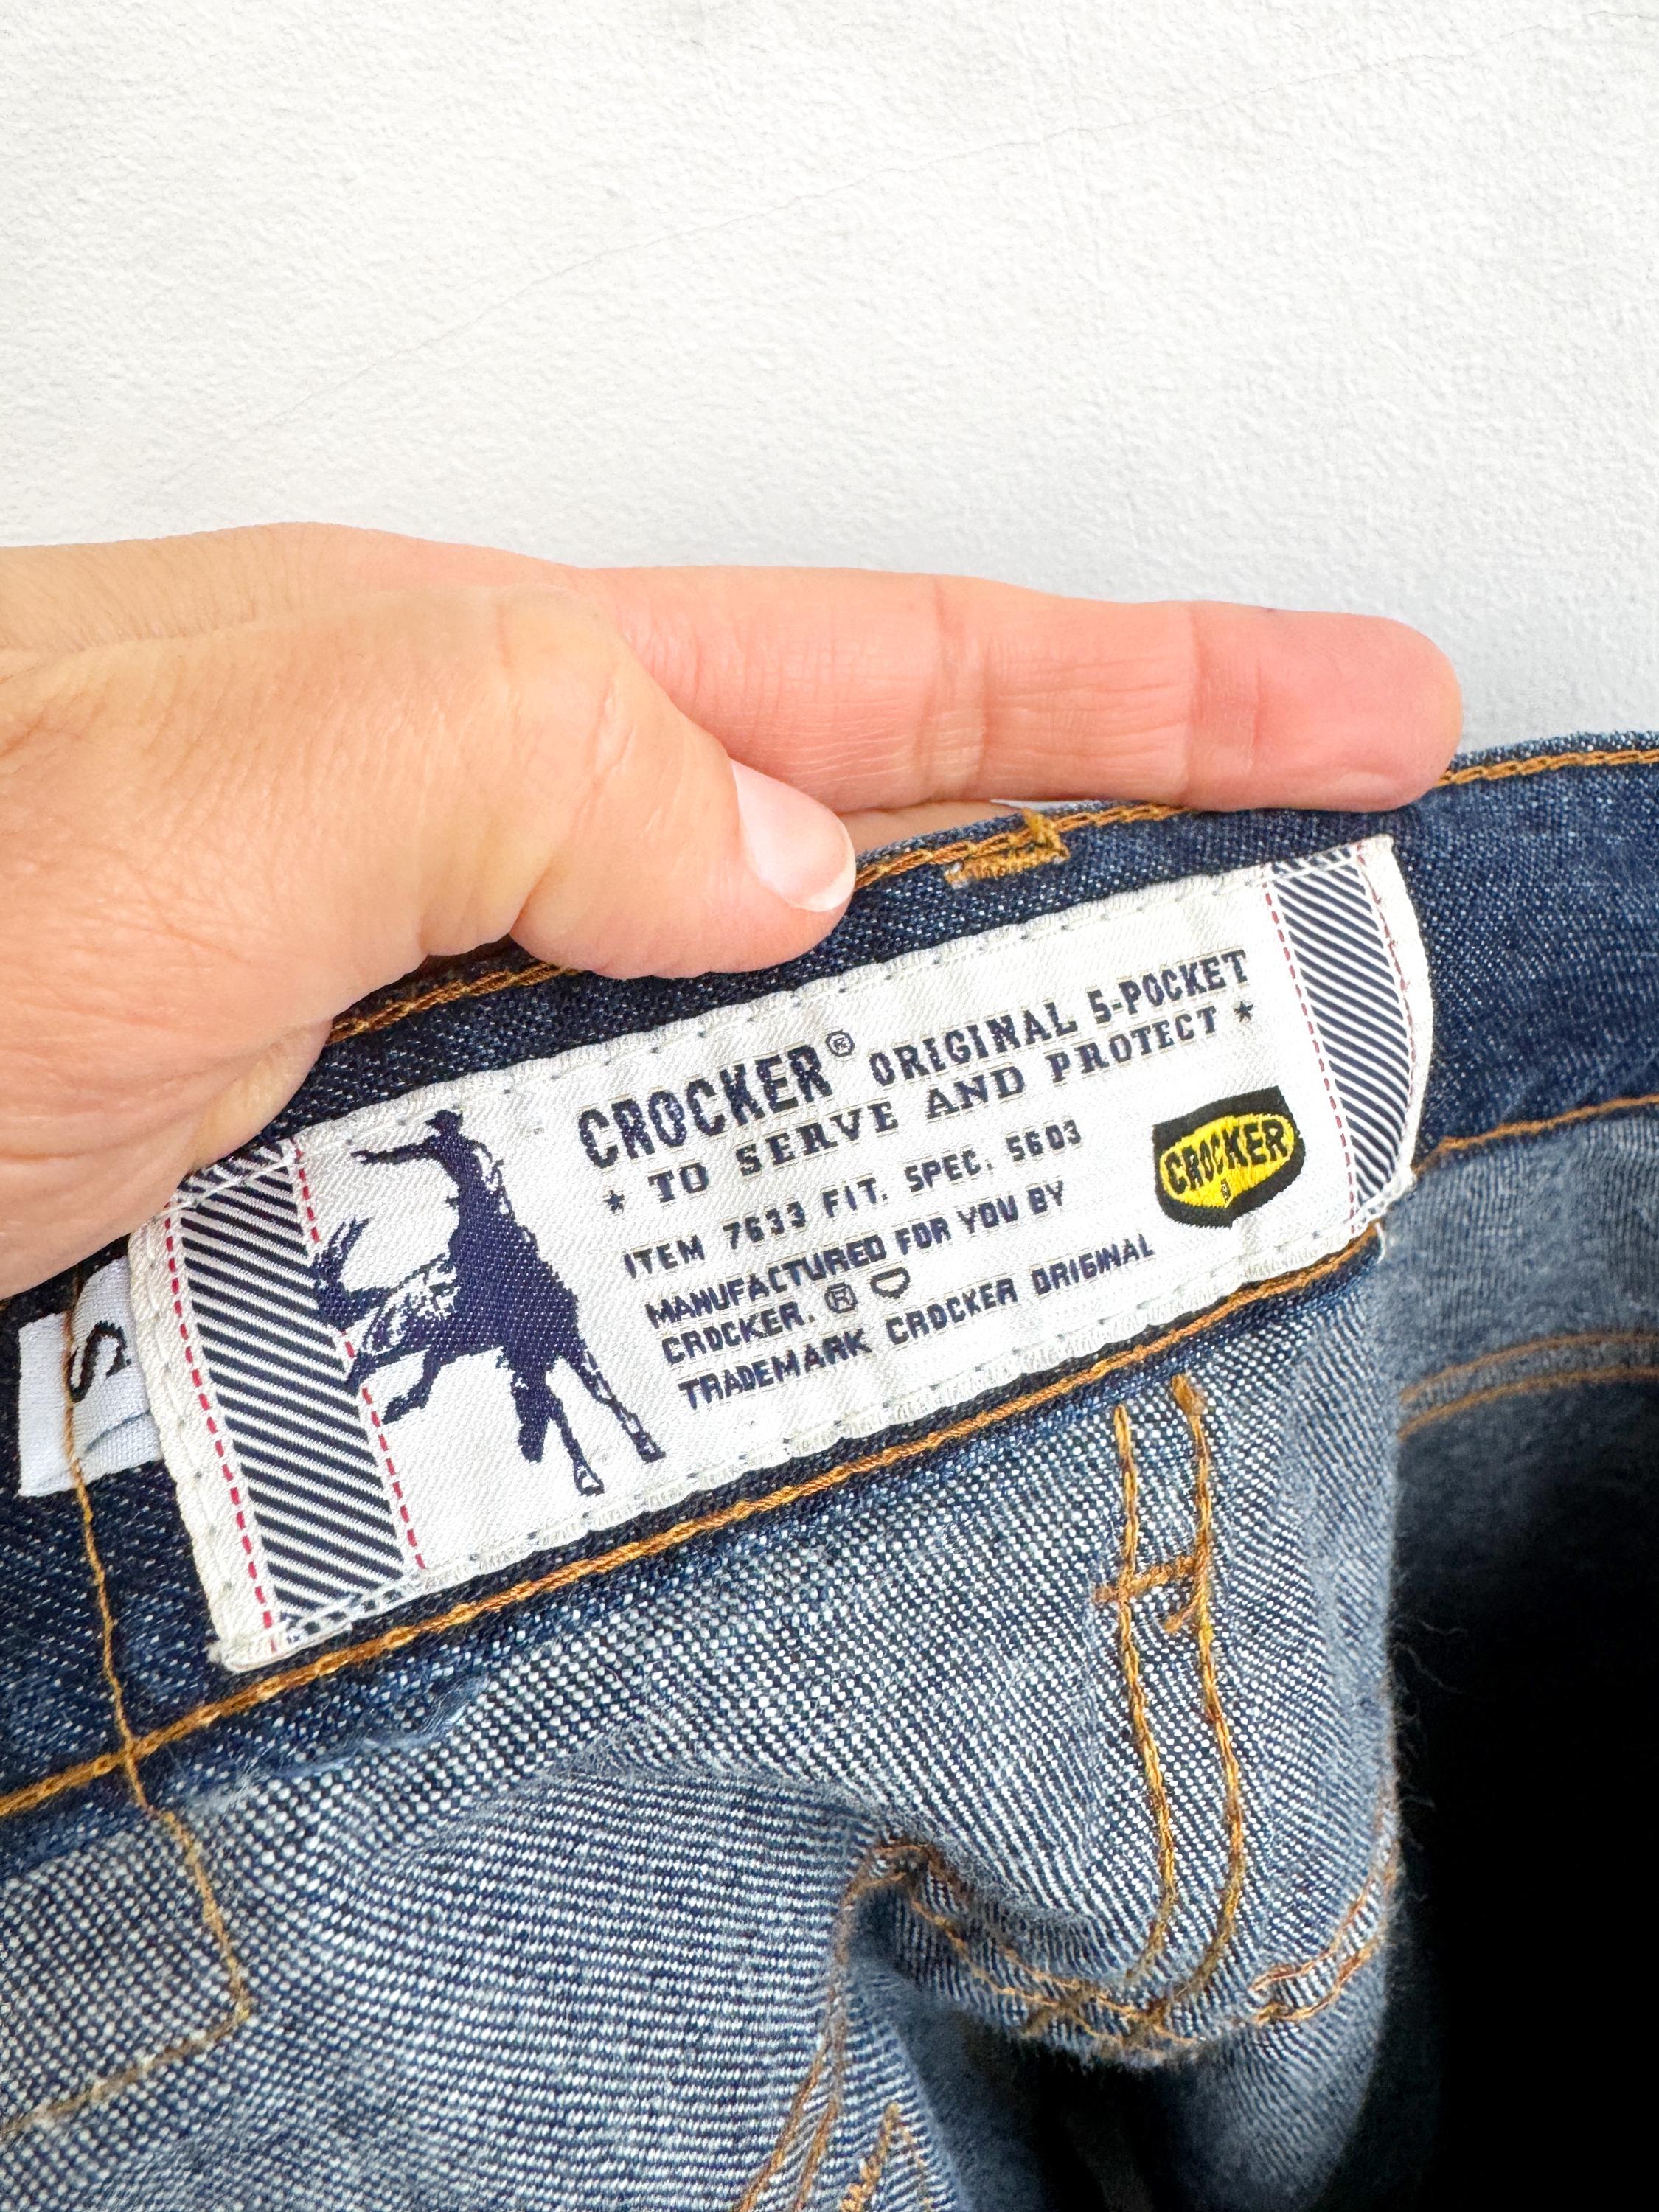 CROCKER® ORIGINAL 5-POCKET
★ TO SERVE AND PROTECT ★
ITEM 7633 FIT. SPEC. 5603
MANUFACTURED FOR YOU BY
CROCKER. ®
TRADEMARK CROCKER ORIGINAL
CROCKER
®
S